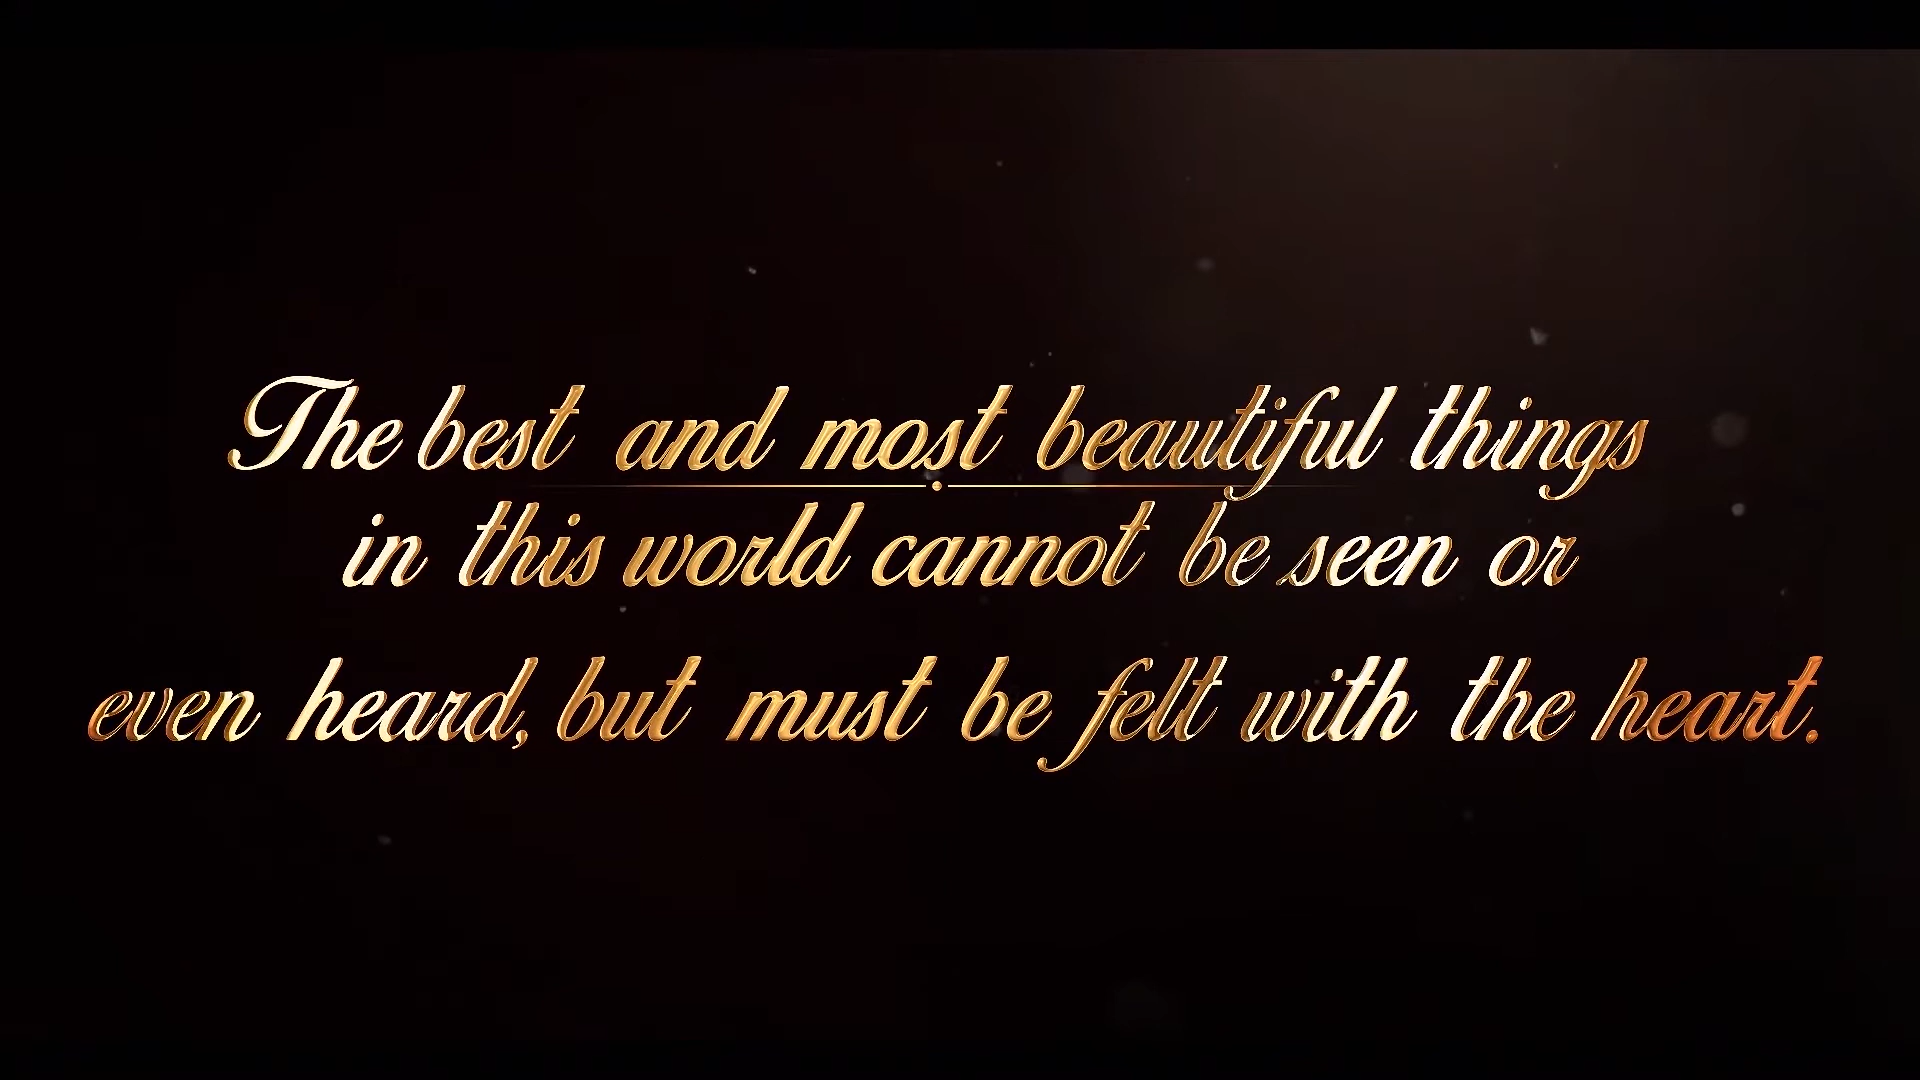 The best and most beautiful things
in this world cannot be seen or
even heard, but must be felt with the heart.